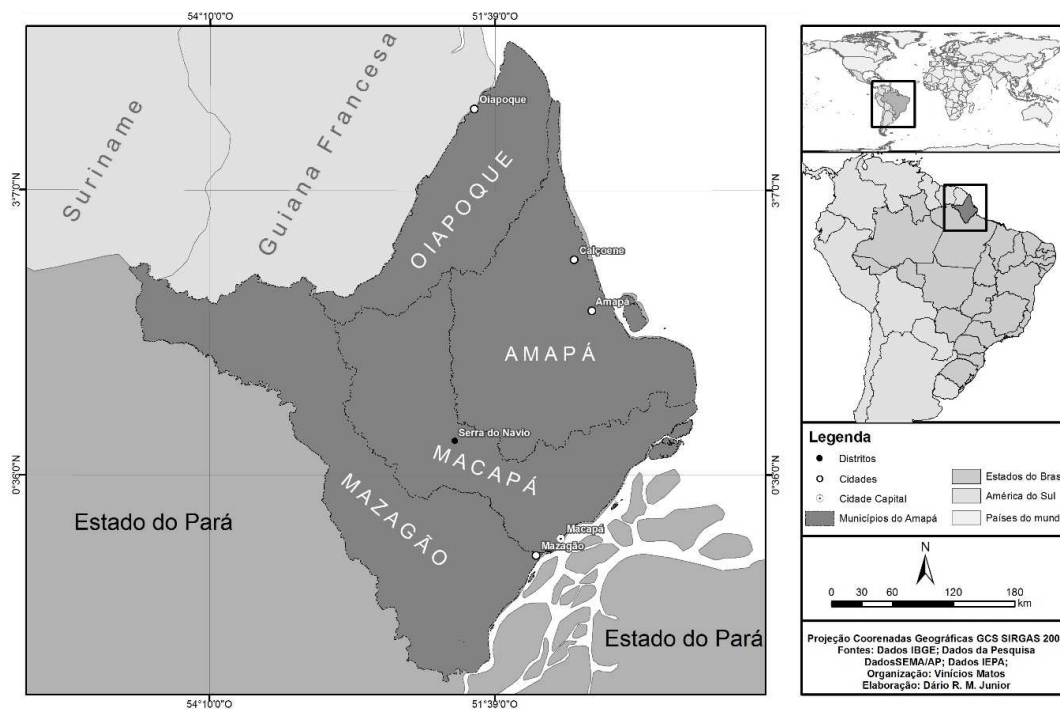 54°10'0"O
51°39'0"O
Suriname
Guiana Francesa
Oiapoque
OIAPOQUE
3°7'0"N
3°7'0"N
Calçoene
Amapá
AMAPÁ
Serra do Navio
MACAPÁ
0°36'0"N
0°36'0"N
MAZAGÃO
Estado do Pará
Macapá
Mazagão
Estado do Pará
54°10'0"O
51°39'0"O
Legenda
Distritos
Cidades
Cidade Capital
Municípios do Amapá
Estados do Bras
América do Sul
Países do mund
N
0 30 60 120 180
km
Projeção Coorenadas Geográficas GCS SIRGAS 200
Fontes: Dados IBGE; Dados da Pesquisa
DadosSEMA/AP; Dados IEPA;
Organização: Vinícios Matos
Elaboração: Dário R. M. Junior